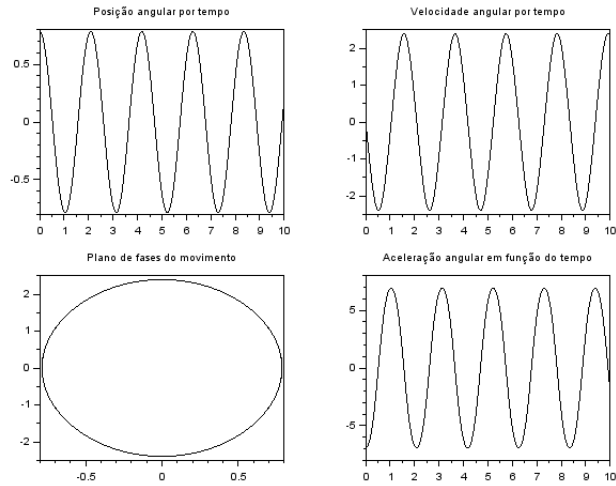 Posição angular por tempo
0.5
0
-0.5
0 1 2 3 4 5 6 7 8 9 10
Velocidade angular por tempo
2
1
0
-1
-2
0 1 2 3 4 5 6 7 8 9 10
Plano de fases do movimento
2
1
0
-1
-2
-0.5 0 0.5
Aceleração angular em função do tempo
5
0
-5
0 1 2 3 4 5 6 7 8 9 10